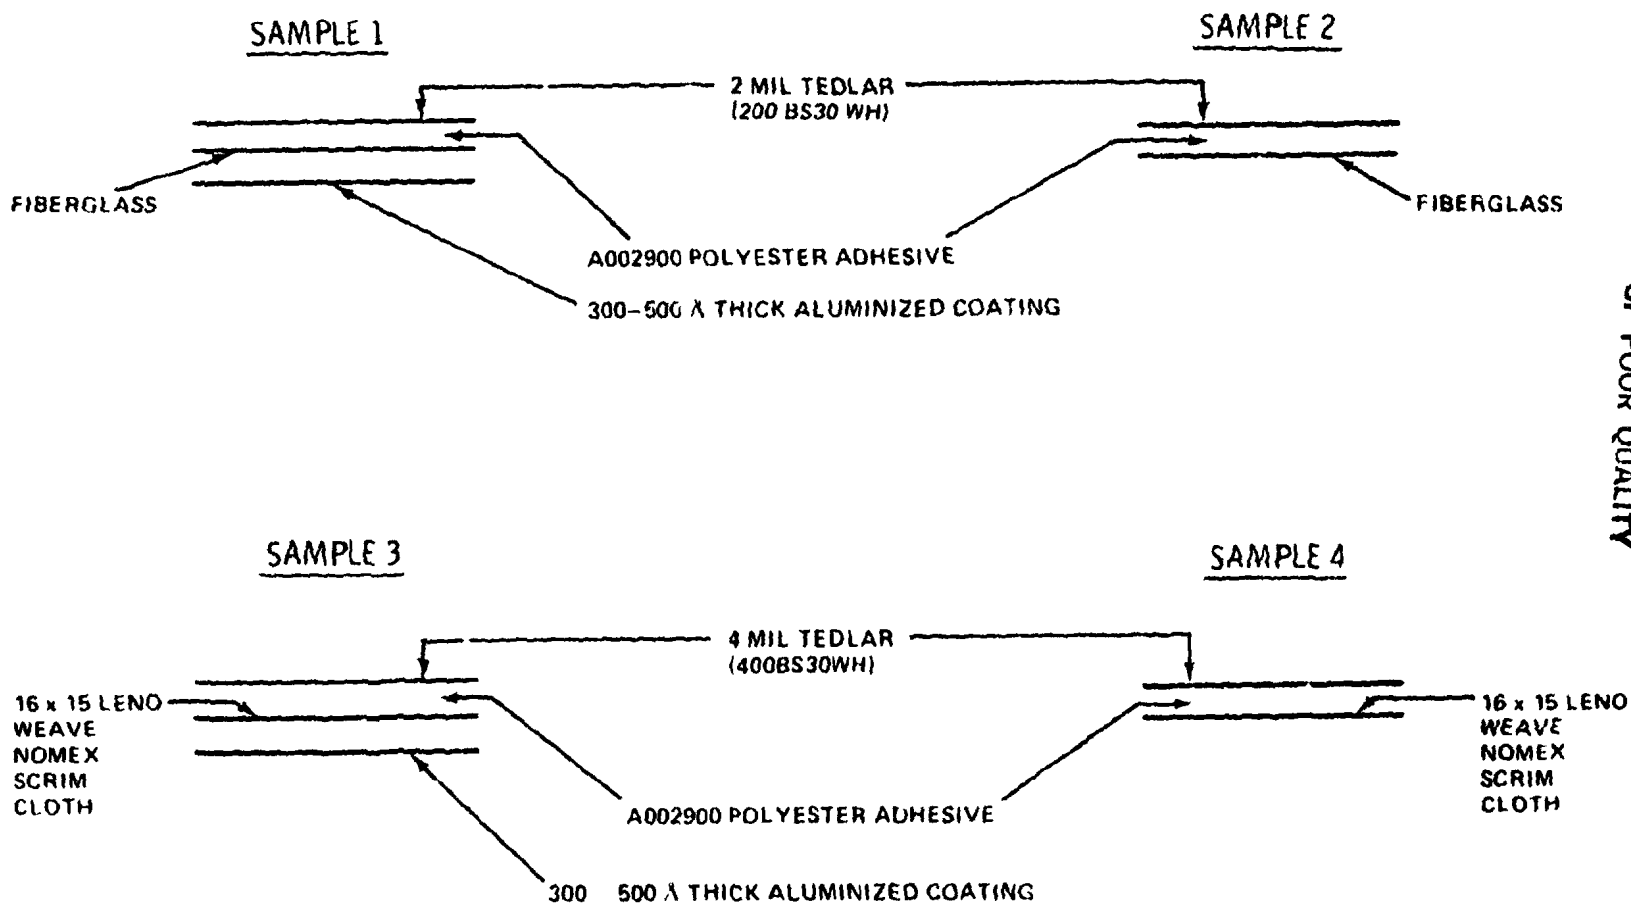 SAMPLE 1
SAMPLE 2
2 MIL TEDLAR
(200 BS30 WH)
FIBERGLASS
FIBERGLASS
A002900 POLYESTER ADHESIVE
300–500 Å THICK ALUMINIZED COATING
POOR QUALITY
SAMPLE 3
SAMPLE 4
4 MIL TEDLAR
(400BS30WH)
16 x 15 LENO
WEAVE
NOMEX
SCRIM
CLOTH
16 x 15 LENO
WEAVE
NOMEX
SCRIM
CLOTH
A002900 POLYESTER ADHESIVE
300 500 Å THICK ALUMINIZED COATING